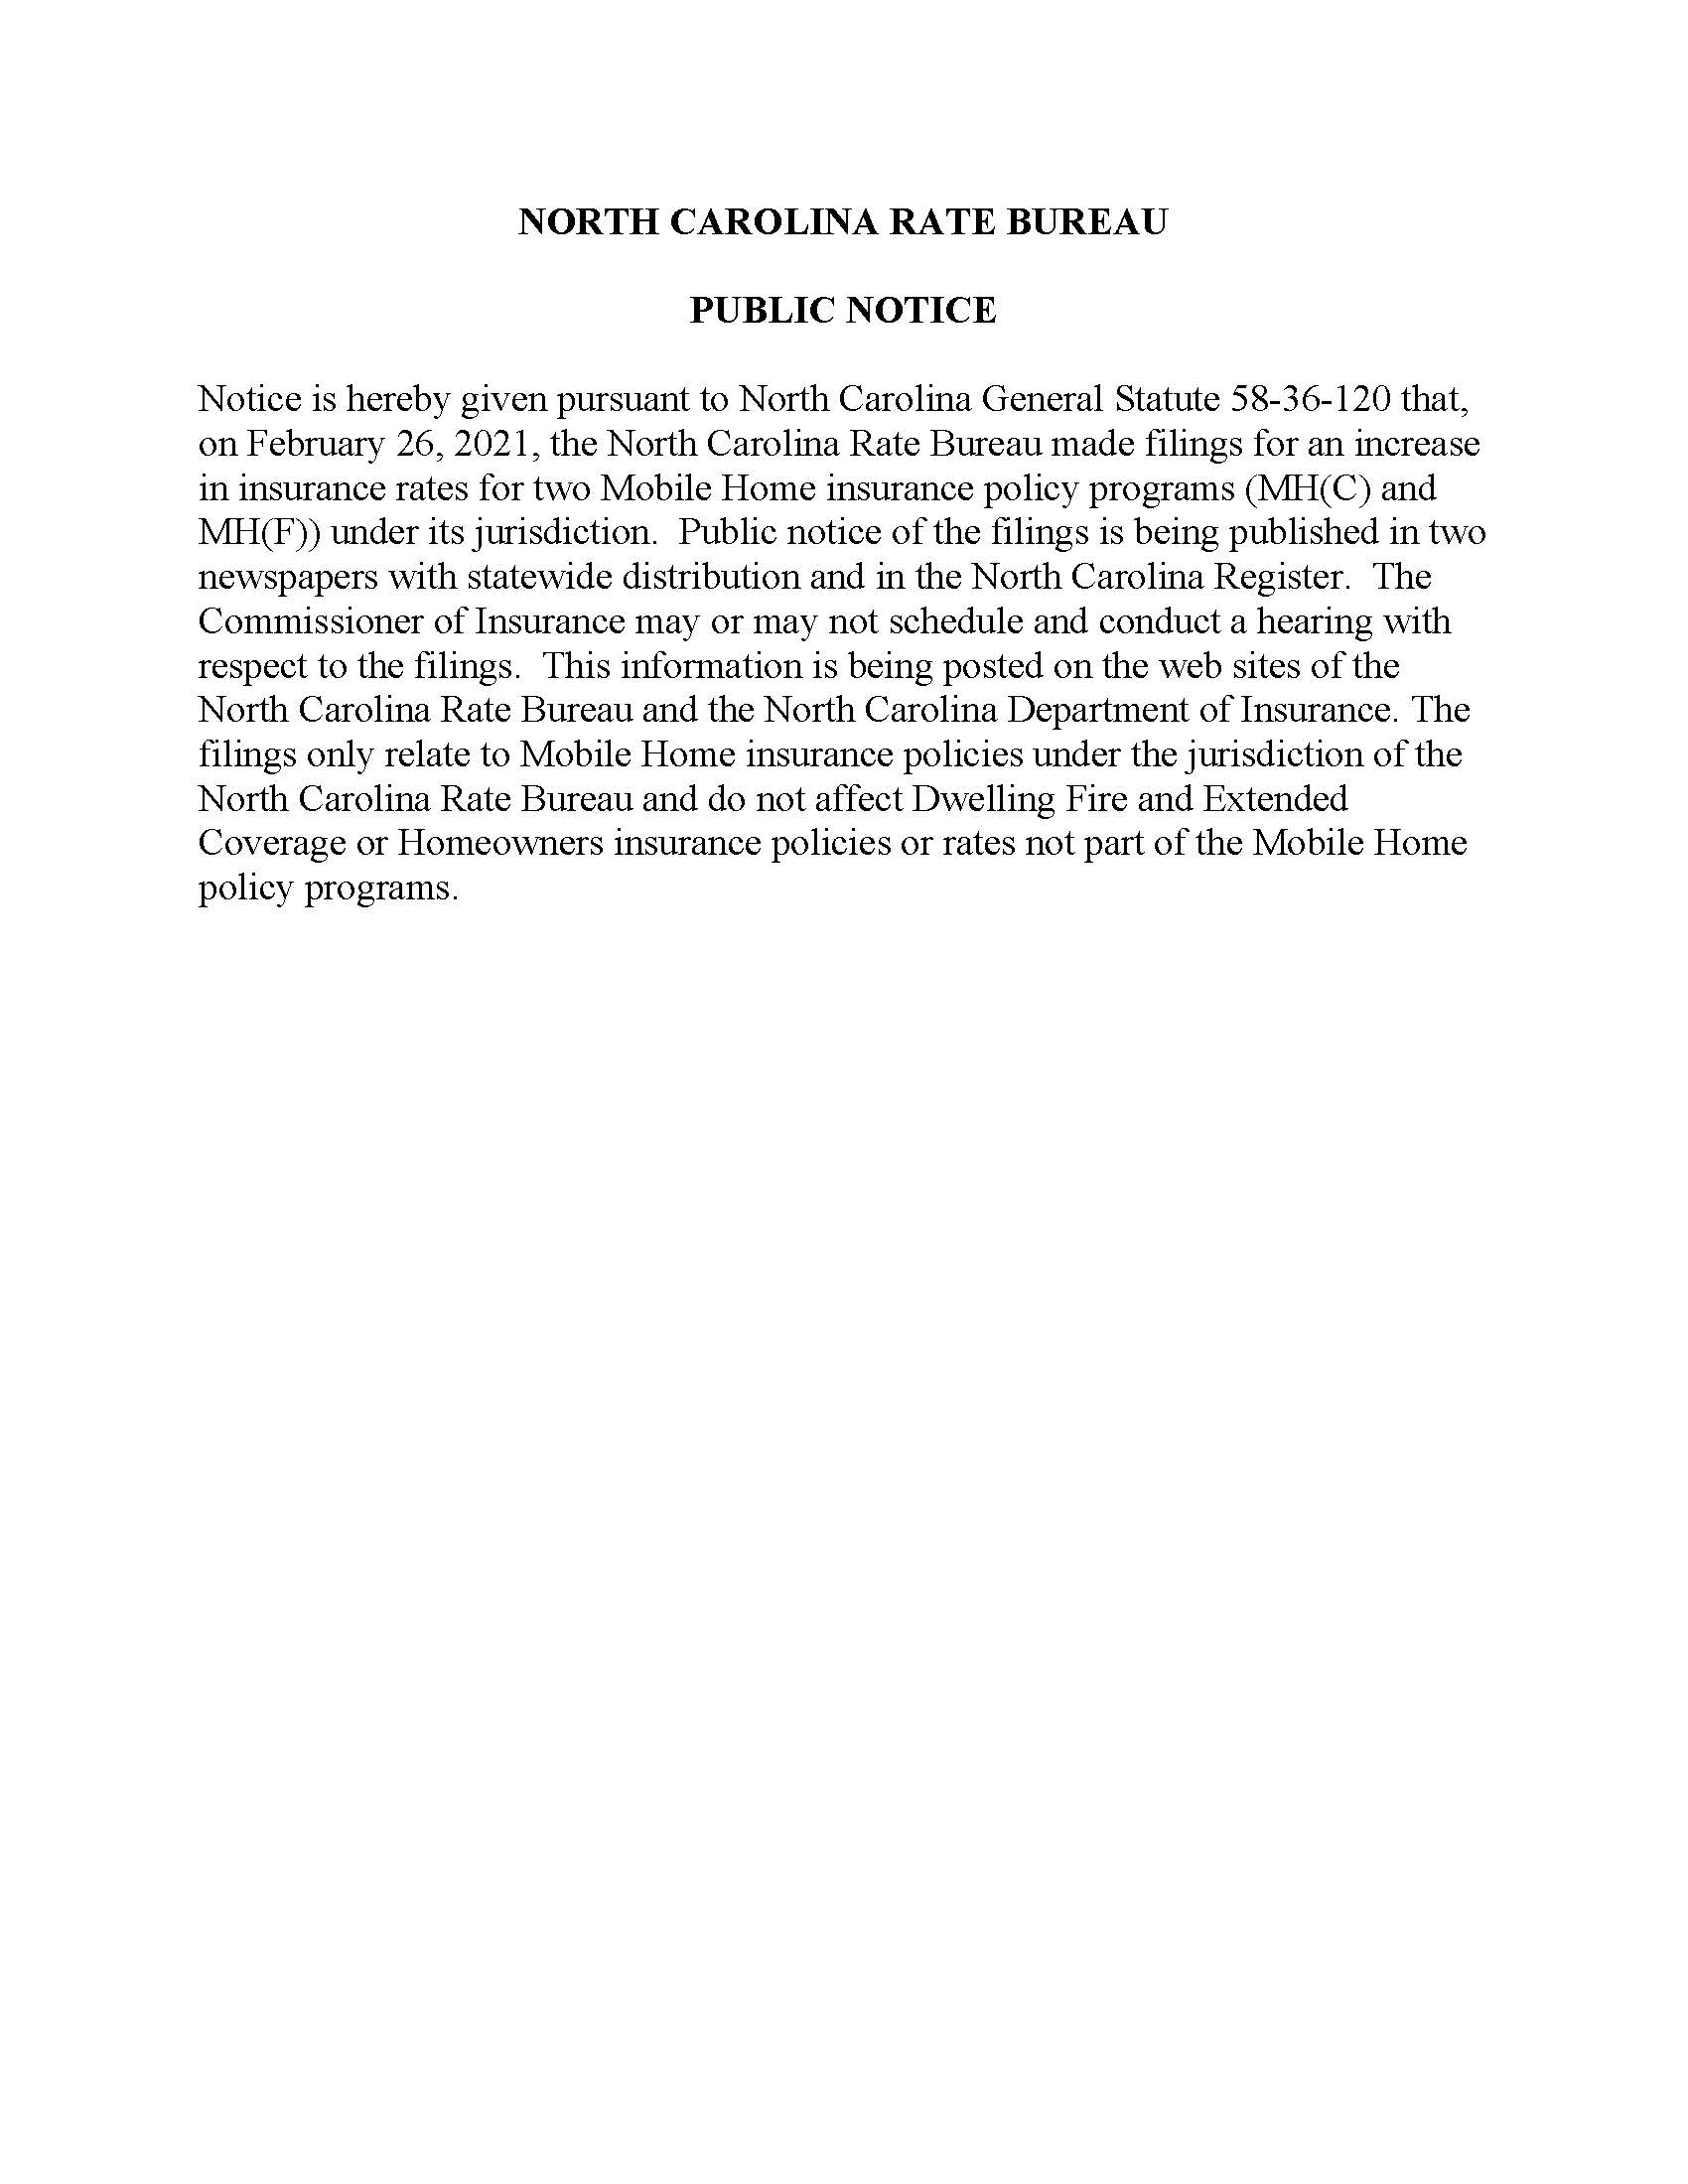 NORTH CAROLINA RATE BUREAU
PUBLIC NOTICE
Notice is hereby given pursuant to North Carolina General Statute 58-36-120 that,
on February 26, 2021, the North Carolina Rate Bureau made filings for an increase
in insurance rates for two Mobile Home insurance policy programs (MH(C) and
MH(F)) under its jurisdiction.  Public notice of the filings is being published in two
newspapers with statewide distribution and in the North Carolina Register.  The
Commissioner of Insurance may or may not schedule and conduct a hearing with
respect to the filings.  This information is being posted on the web sites of the
North Carolina Rate Bureau and the North Carolina Department of Insurance. The
filings only relate to Mobile Home insurance policies under the jurisdiction of the
North Carolina Rate Bureau and do not affect Dwelling Fire and Extended
Coverage or Homeowners insurance policies or rates not part of the Mobile Home
policy programs.